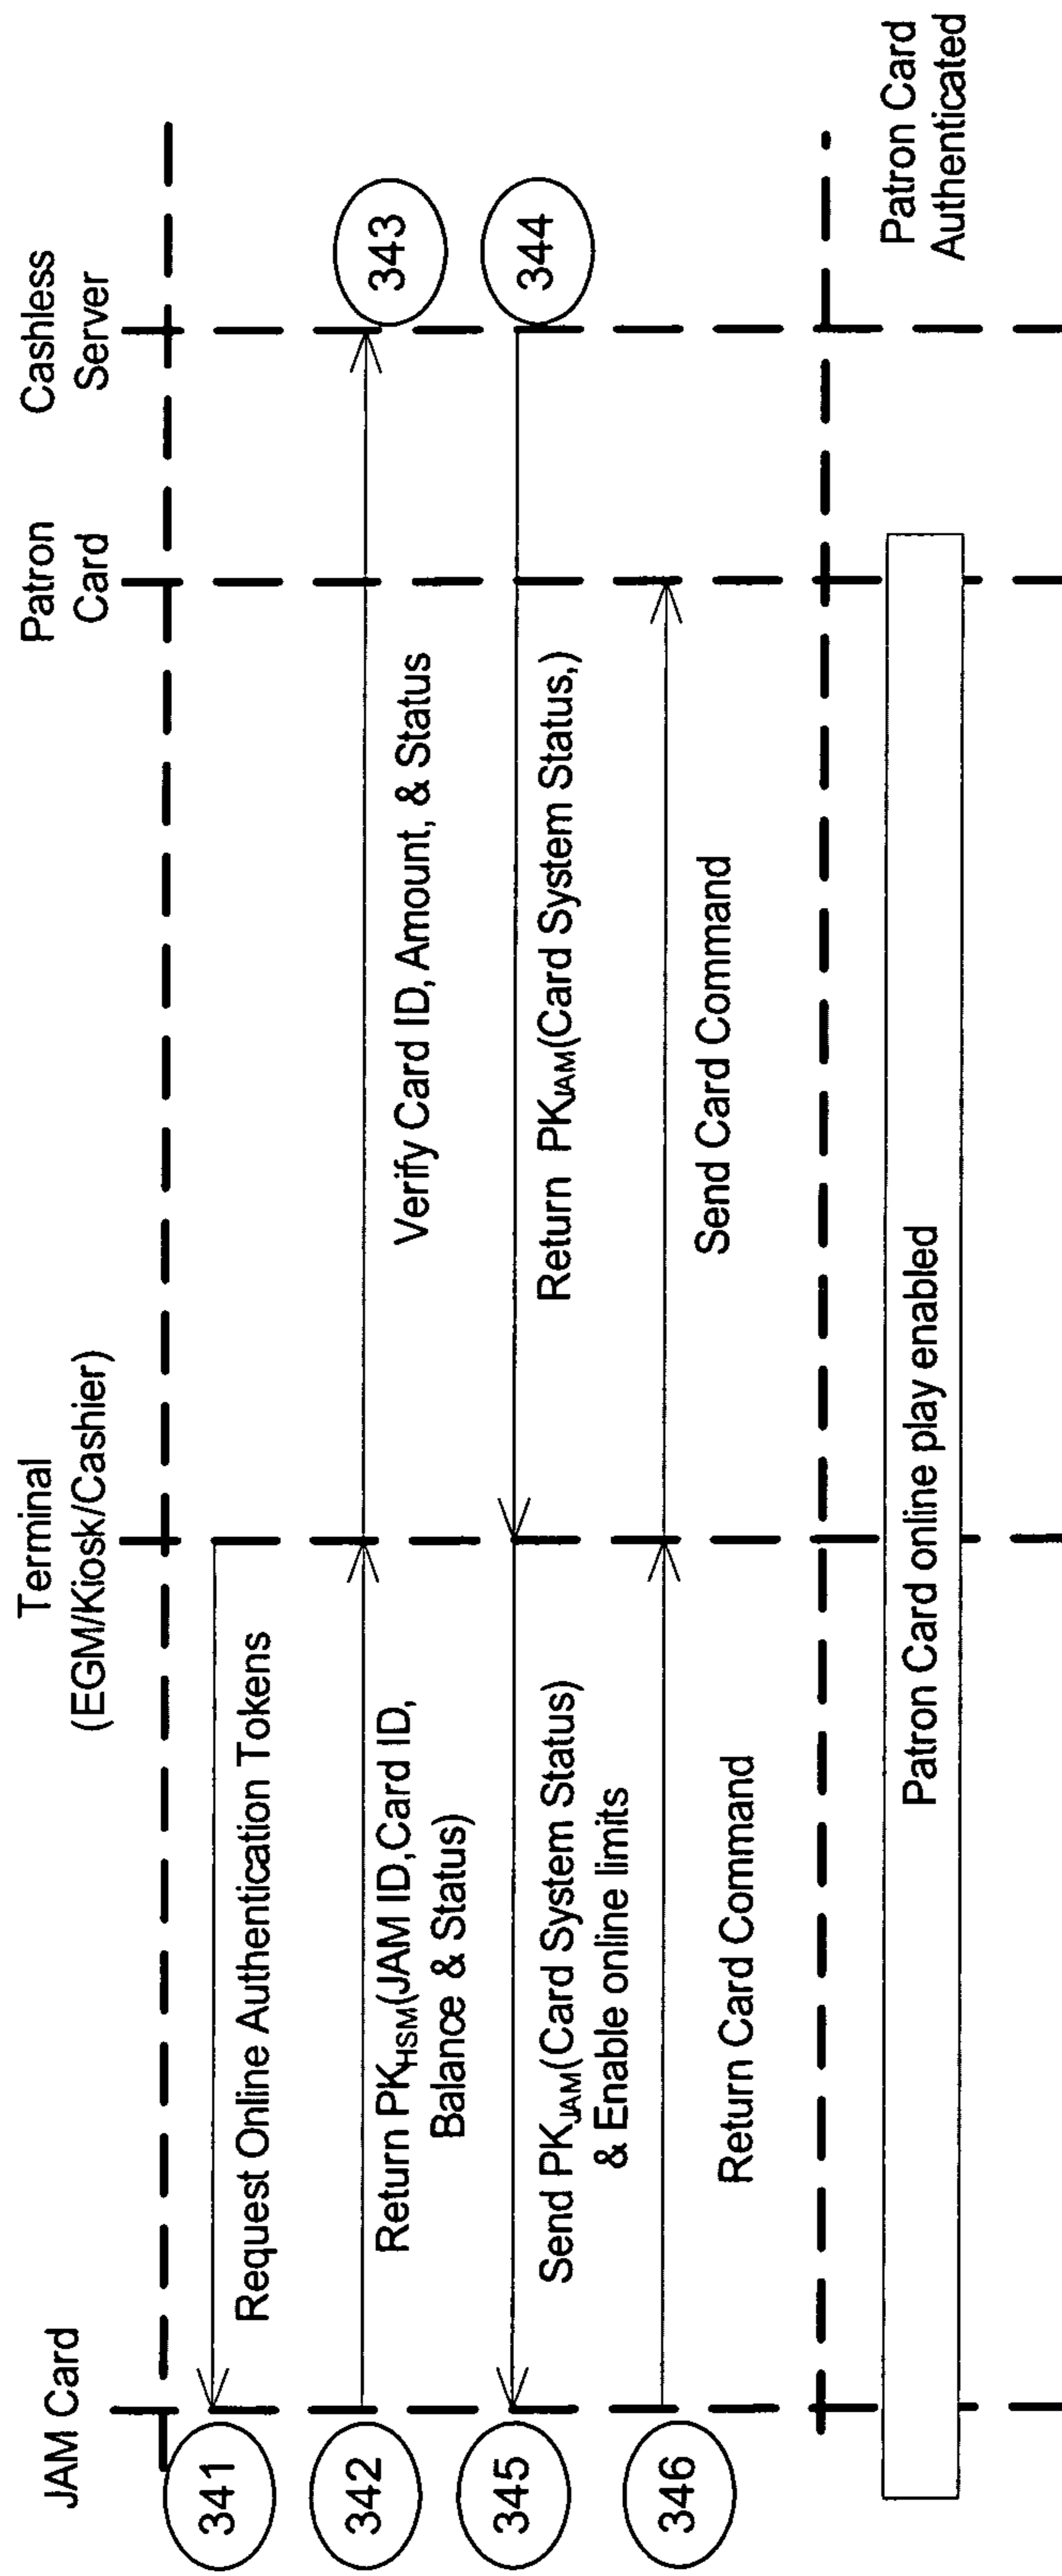 JAM Card
Terminal
(EGM/Kiosk/Cashier)
Patron
Card
Cashless
Server
341
Request Online Authentication Tokens
342
Return PK_HSM(JAM ID, Card ID,
Balance & Status)
Verify Card ID, Amount, & Status
343
345
Send PK_JAM(Card System Status)
& Enable online limits
Return PK_JAM(Card System Status,)
344
346
Return Card Command
Send Card Command
Patron Card online play enabled
Patron Card
Authenticated